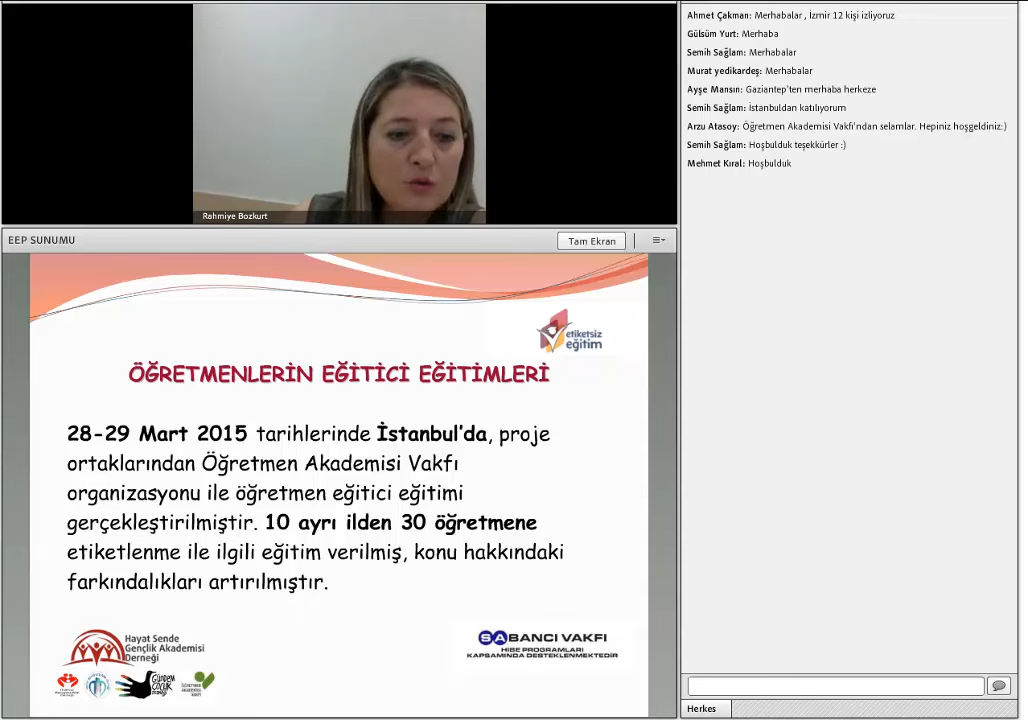 Rahmiye Bozkurt
EEP SUNUMU
Tam Ekran
etiketsiz
eğitim
ÖĞRETMENLERİN EĞİTİCİ EĞİTİMLERİ
28-29 Mart 2015 tarihlerinde İstanbul’da, proje
ortaklarından Öğretmen Akademisi Vakfı
organizasyonu ile öğretmen eğitici eğitimi
gerçekleştirilmiştir. 10 ayrı ilden 30 öğretmene
etiketlenme ile ilgili eğitim verilmiş, konu hakkındaki
farkındalıkları artırılmıştır.
Hayat Sende
Gençlik Akademisi
Derneği
Gündem
Çocuk
SABANCI VAKFI
HİBE PROGRAMLARI
KAPSAMINDA DESTEKLENMEKTEDİR
Ahmet Çakman: Merhabalar , İzmir 12 kişi izliyoruz
Gülsüm Yurt: Merhaba
Semih Sağlam: Merhabalar
Murat yedikardeş: Merhabalar
Ayşe Mansın: Gaziantep'ten merhaba herkeze
Semih Sağlam: İstanbuldan katılıyorum
Arzu Atasoy: Öğretmen Akademisi Vakfı'ndan selamlar. Hepiniz hoşgeldiniz:)
Semih Sağlam: Hoşbulduk teşekkürler :)
Mehmet Kıral: Hoşbulduk
Herkes